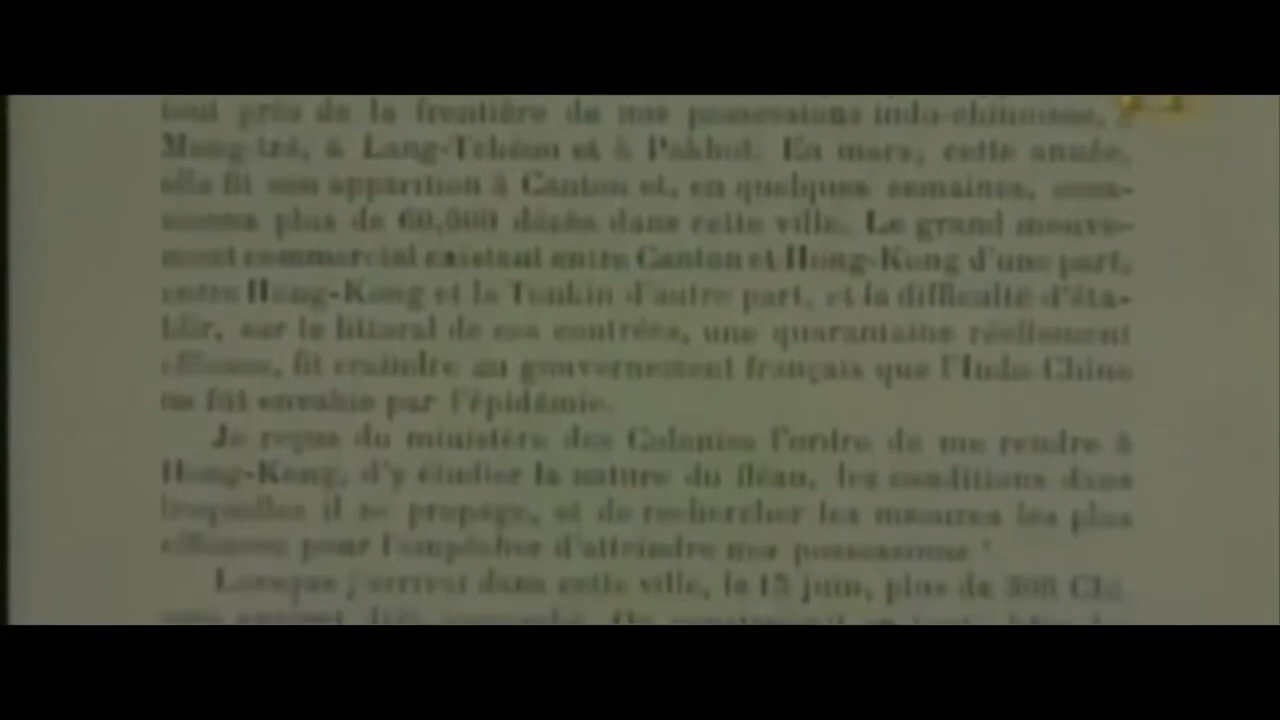 tout près de la frontière de nos possessions indo-chinoises, à
Mong-tzé, à Lang-Tchéou et à Pakhoï. En mars, cette année,
elle fit son apparition à Canton et, en quelques semaines, occa-
sionna plus de 60,000 décès dans cette ville. Le grand mouve-
ment commercial existant entre Canton et Hong-Kong d'une part,
entre Hong-Kong et le Tonkin d'autre part, et la difficulté d'éta-
blir, sur le littoral de ces contrées, une quarantaine réellement
efficace, fit craindre au gouvernement français que l'Indo-Chine
ne fût envahie par l'épidémie.
Je reçus du ministère des Colonies l'ordre de me rendre à
Hong-Kong, d'y étudier la nature du fléau, les conditions dans
lesquelles il se propage, et de rechercher les mesures les plus
efficaces pour l'empêcher d'atteindre nos possessions
Lorsque j'arrivai dans cette ville, le 15 juin, plus de 300 Chi